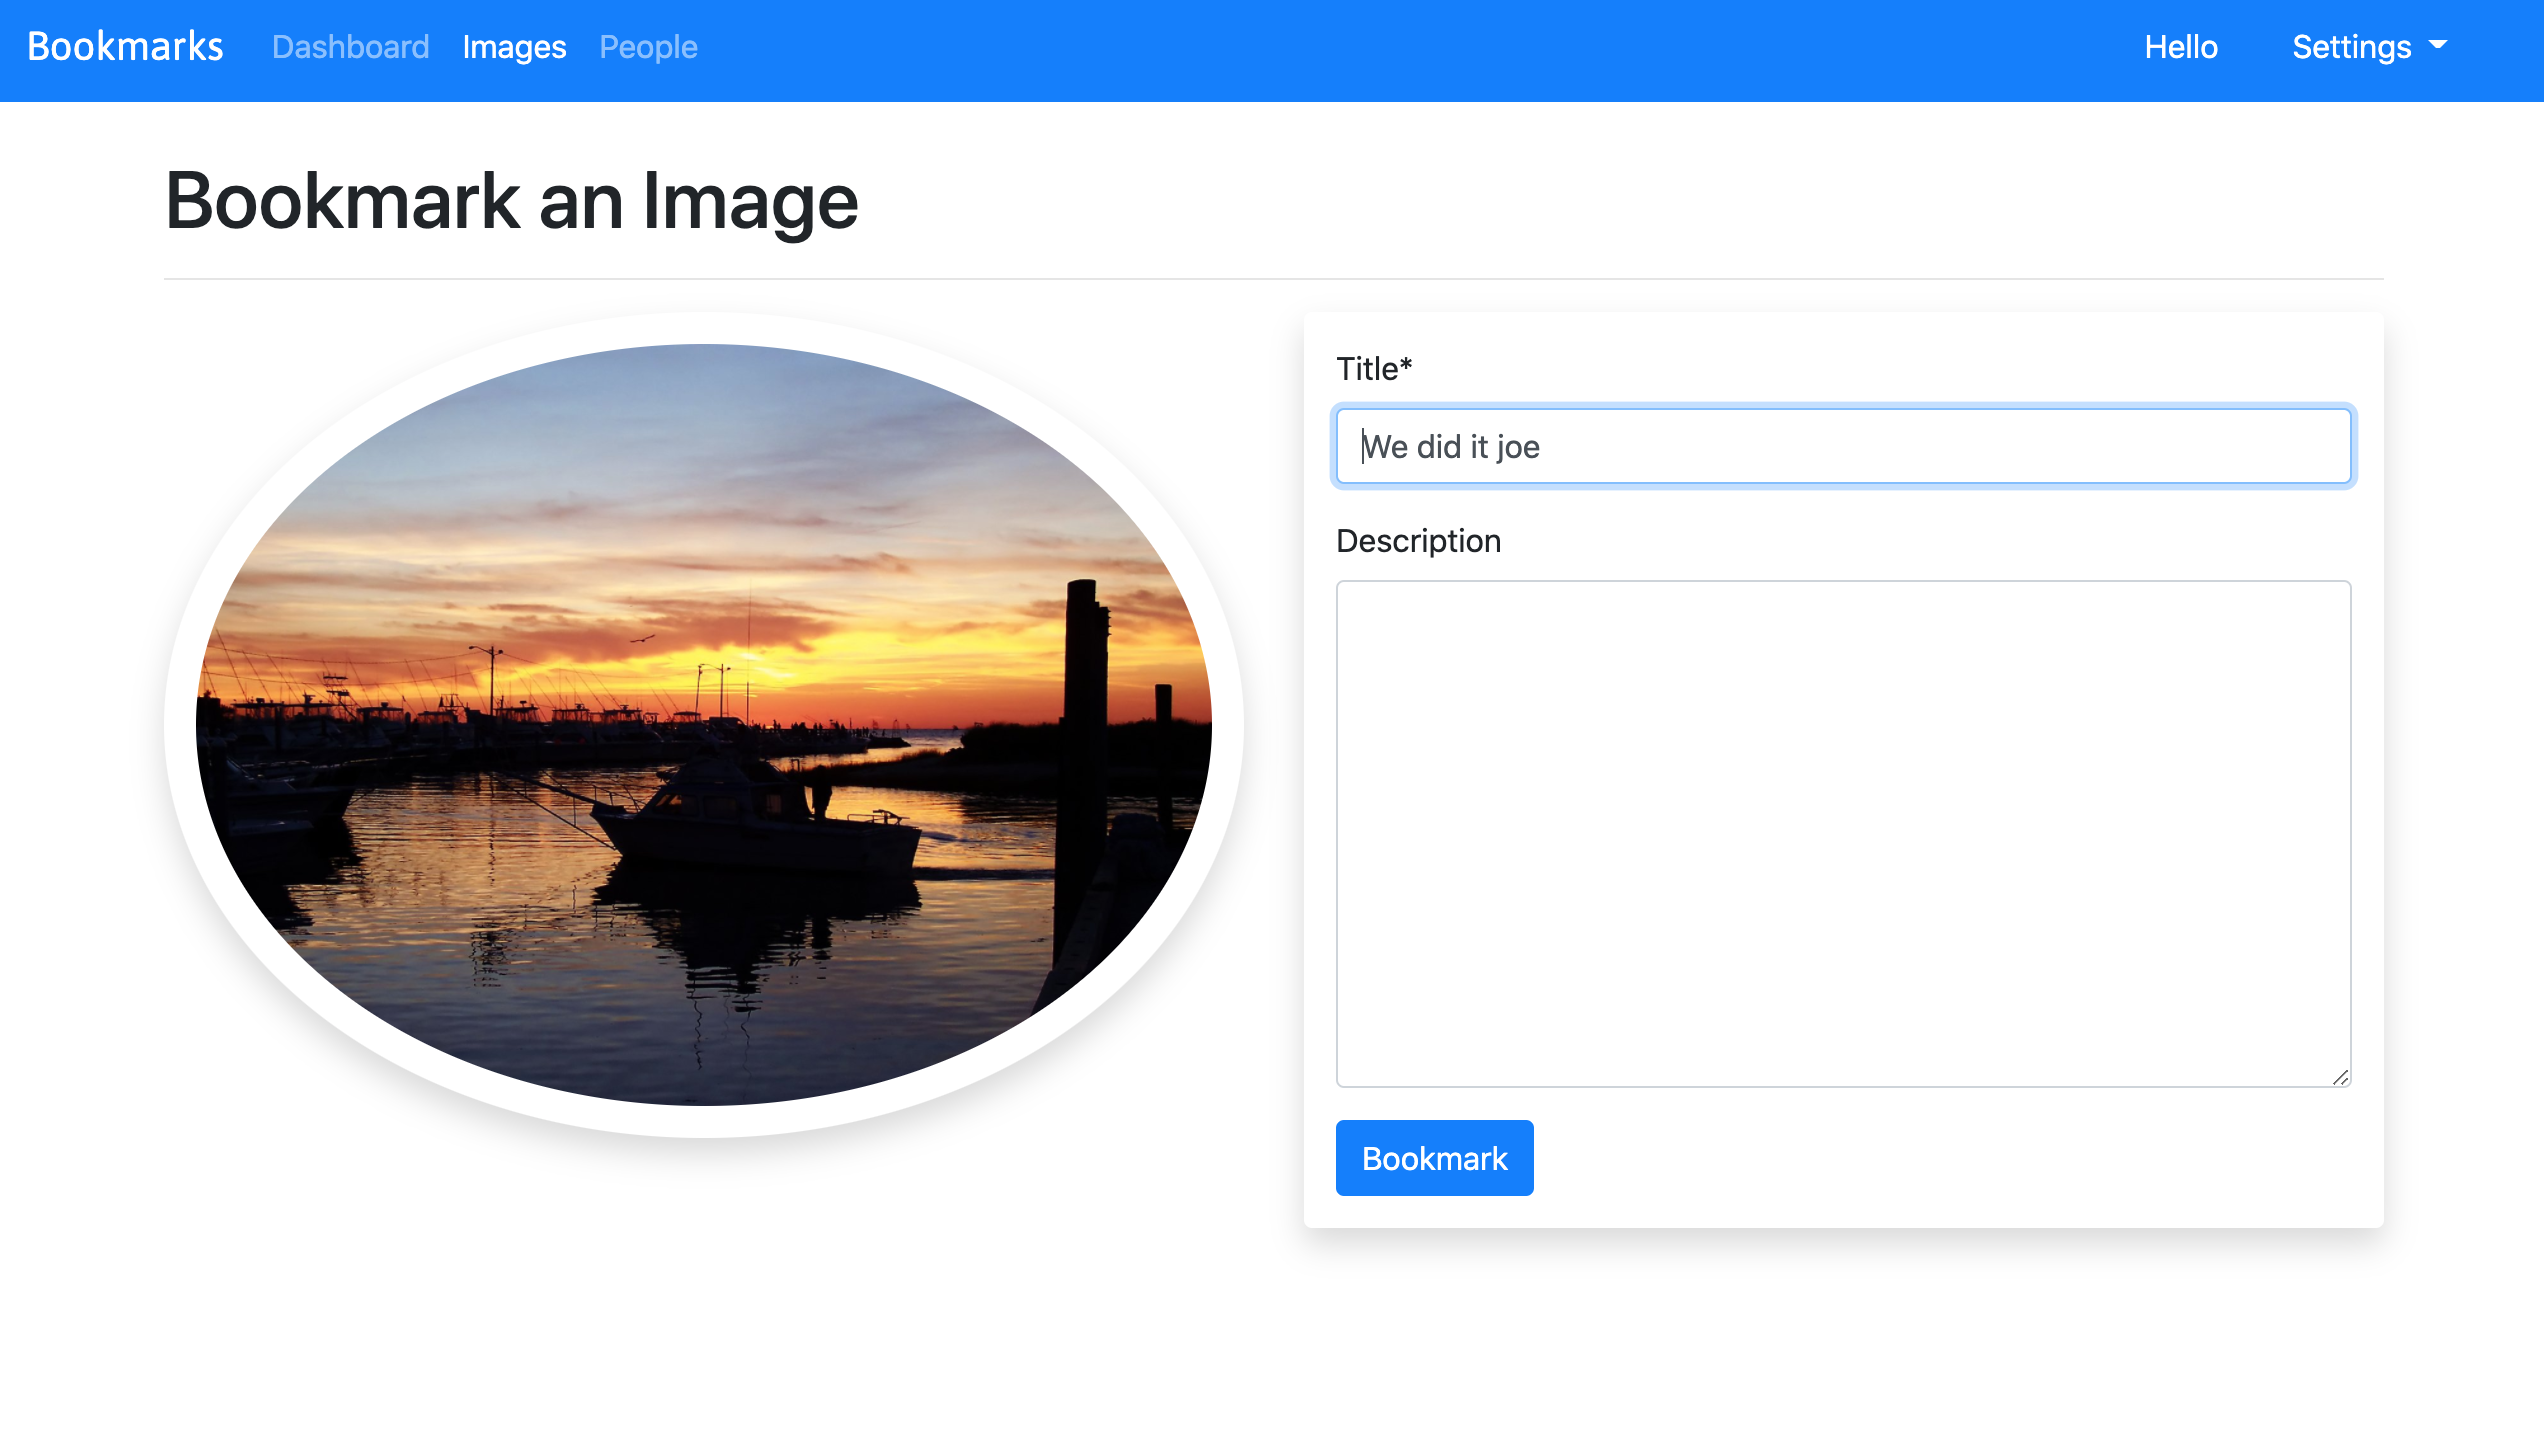 Bookmarks Dashboard Images People Hello Settings
Bookmark an Image
Title*
We did it joe
Description
Bookmark